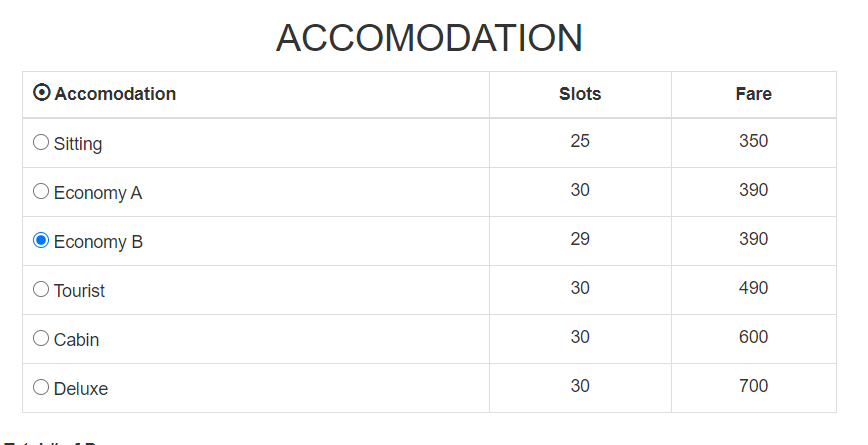 ACCOMODATION
Accomodation Slots Fare
Sitting 25 350
Economy A 30 390
Economy B 29 390
Tourist 30 490
Cabin 30 600
Deluxe 30 700